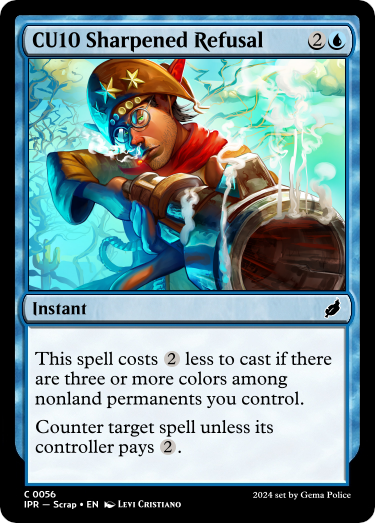 CU10 Sharpened Refusal 2
Instant
This spell costs 2 less to cast if there
are three or more colors among
nonland permanents you control.
Counter target spell unless its
controller pays 2.
C 0056
IPR — Scrap • EN Levi Cristiano
2024 set by Gema Police